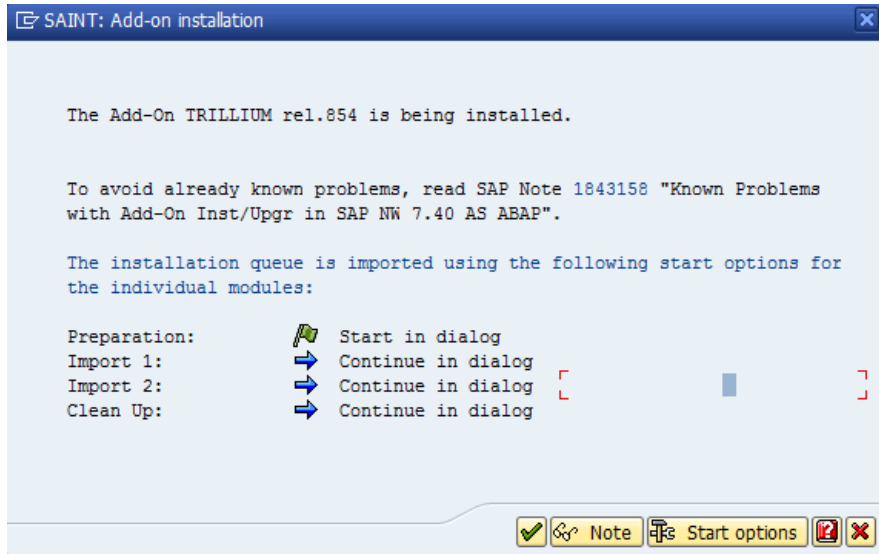 SAINT: Add-on installation
The Add-On TRILLIUM rel.854 is being installed.
To avoid already known problems, read SAP Note 1843158 "Known Problems
with Add-On Inst/Upgr in SAP NW 7.40 AS ABAP".
The installation queue is imported using the following start options for
the individual modules:
Preparation: Start in dialog
Import 1: Continue in dialog
Import 2: Continue in dialog
Clean Up: Continue in dialog
Note Start options